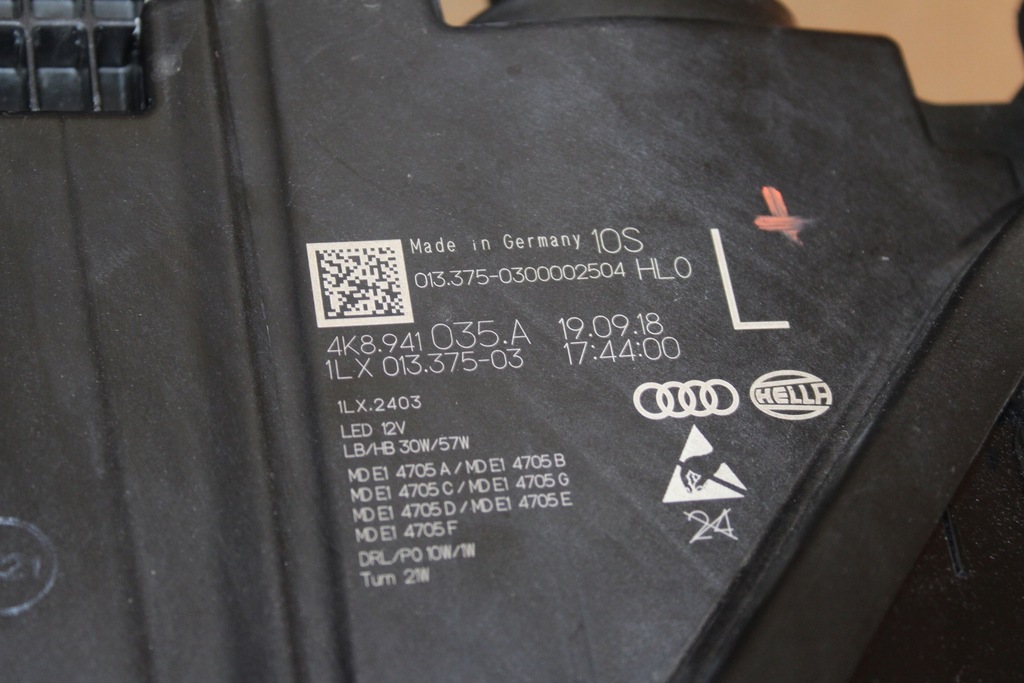 Made in Germany 10S
013.375-0300002504 HL0
L
4K8.941 035.A 19.09.18
1LX 013.375-03 17:44:00
1LX.2403
HELLA
LED 12V
LB/HB 30W/57W
MD E1 4705 A / MD E1 4705 B
MD E1 4705 C / MD E1 4705 G
MD E1 4705 D / MD E1 4705 E
MD E1 4705 F
24
DRL/PO 10W/1W
Turn 21W